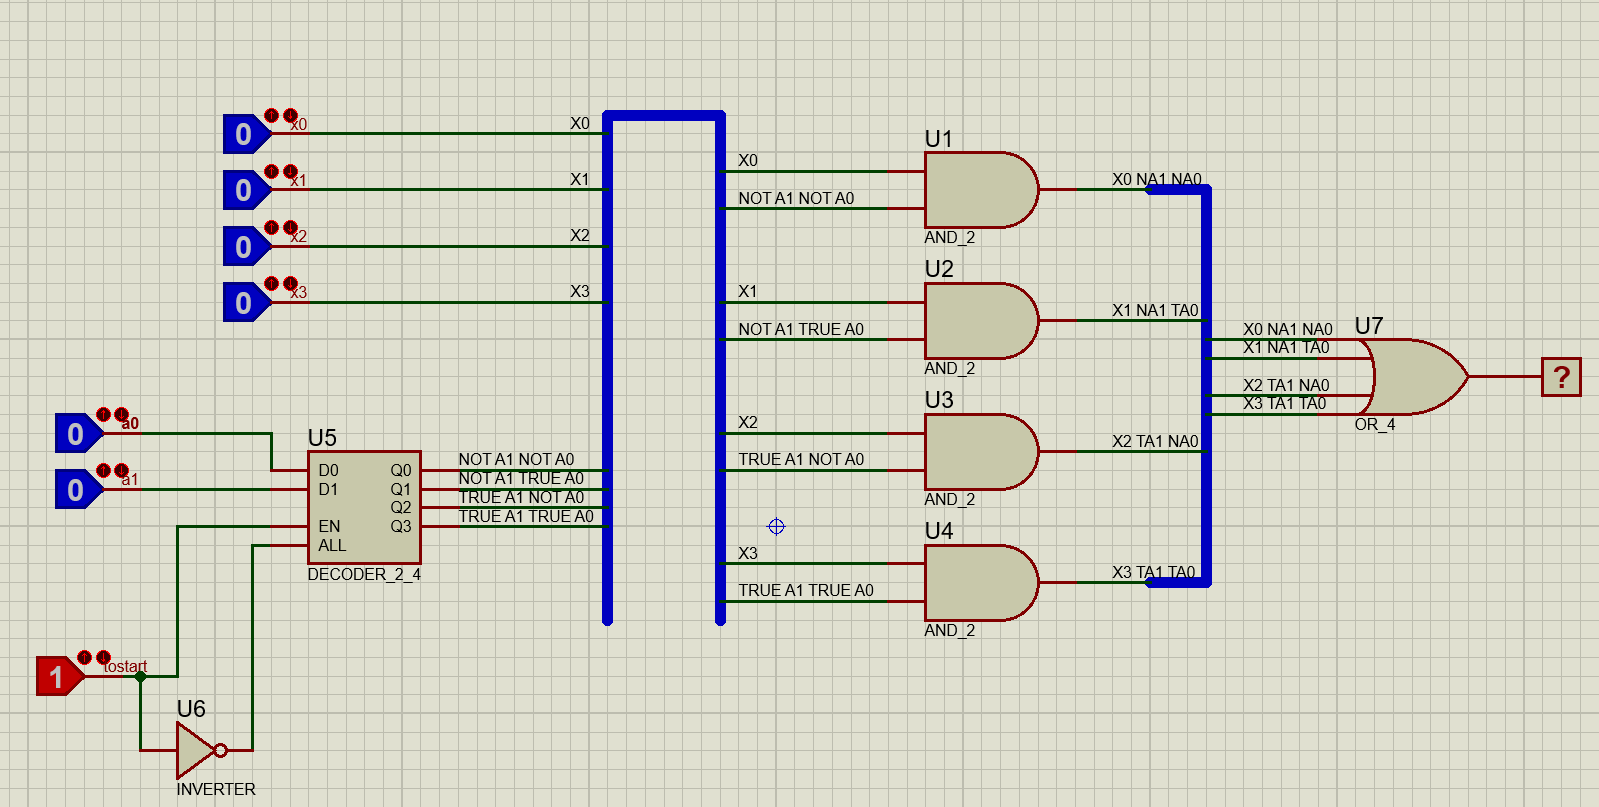 0 x0 X0
0 x1 X1
0 x2 X2
0 x3 X3
0 a0
0 a1
1 tostart
U5
D0 Q0
D1 Q1
Q2
EN Q3
ALL
DECODER_2_4
NOT A1 NOT A0
NOT A1 TRUE A0
TRUE A1 NOT A0
TRUE A1 TRUE A0
U6
INVERTER
X0
NOT A1 NOT A0
U1
AND_2
X0 NA1 NA0
X1
NOT A1 TRUE A0
U2
AND_2
X1 NA1 TA0
X2
TRUE A1 NOT A0
U3
AND_2
X2 TA1 NA0
X3
TRUE A1 TRUE A0
U4
AND_2
X3 TA1 TA0
X0 NA1 NA0
X1 NA1 TA0
X2 TA1 NA0
X3 TA1 TA0
U7
OR_4
?